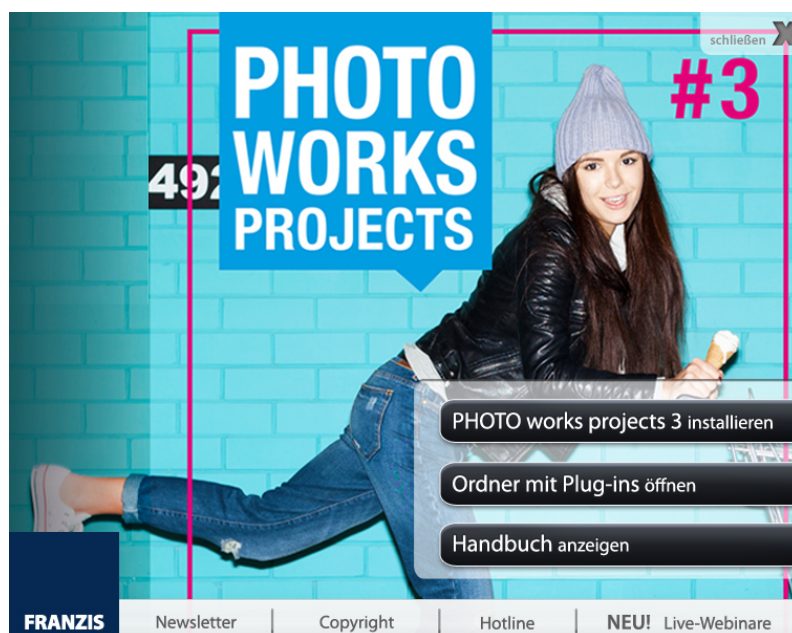 schließen X
#3
PHOTO
WORKS
PROJECTS
492
PHOTO works projects 3 installieren
Ordner mit Plug-ins öffnen
Handbuch anzeigen
FRANZIS
Newsletter | Copyright | Hotline | NEU! Live-Webinare